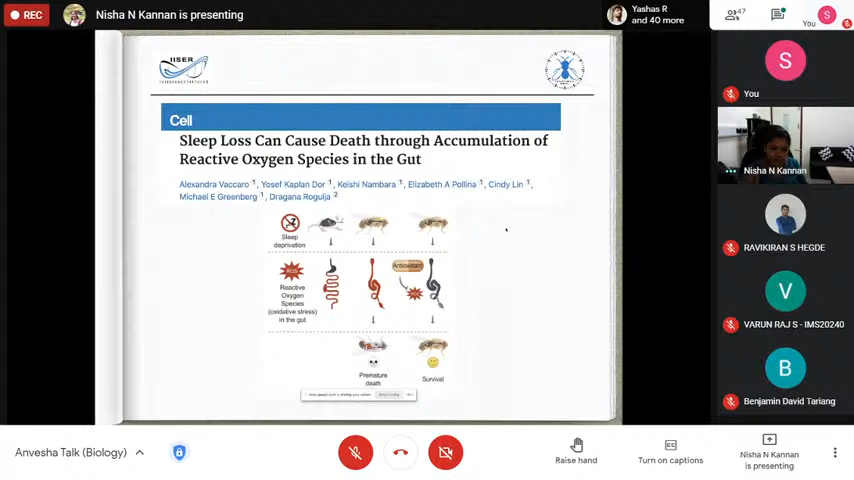 REC
Nisha N Kannan is presenting
Yashas R
and 40 more
47
You
S
IISER
Cell
Sleep Loss Can Cause Death through Accumulation of
Reactive Oxygen Species in the Gut
Alexandra Vaccaro 1, Yosef Kaplan Dor 1, Keishi Nambara 1, Elizabeth A Pollina 1, Cindy Lin 1,
Michael E Greenberg 1, Dragana Rogulja 2
Z
Sleep
deprivation
ROS
Reactive
Oxygen
Species
(oxidative stress)
in the gut
Antioxidant
Premature
death
Survival
S
You
Nisha N Kannan
RAVIKIRAN S HEGDE
V
VARUN RAJ S - IMS20240
B
Benjamin David Tariang
Anvesha Talk (Biology)
Raise hand
Turn on captions
Nisha N Kannan
is presenting